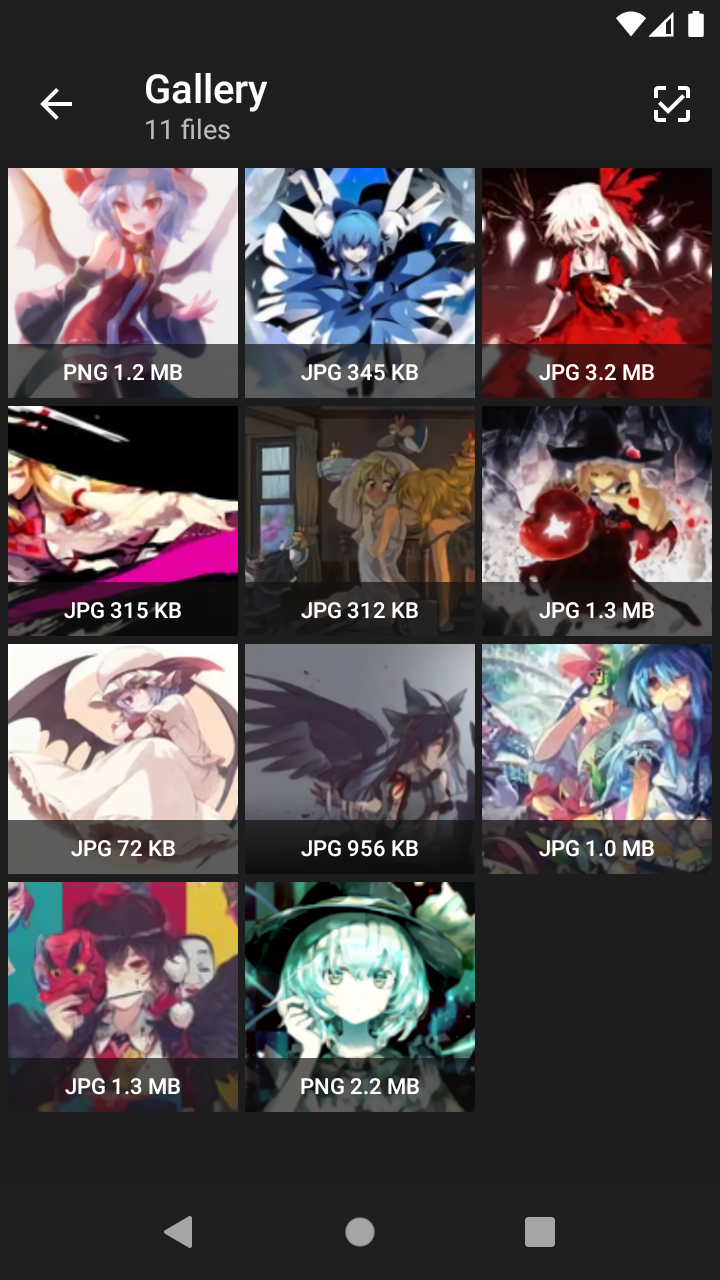 Gallery
11 files
PNG 1.2 MB
JPG 345 KB
JPG 3.2 MB
JPG 315 KB
JPG 312 KB
JPG 1.3 MB
JPG 72 KB
JPG 956 KB
JPG 1.0 MB
JPG 1.3 MB
PNG 2.2 MB